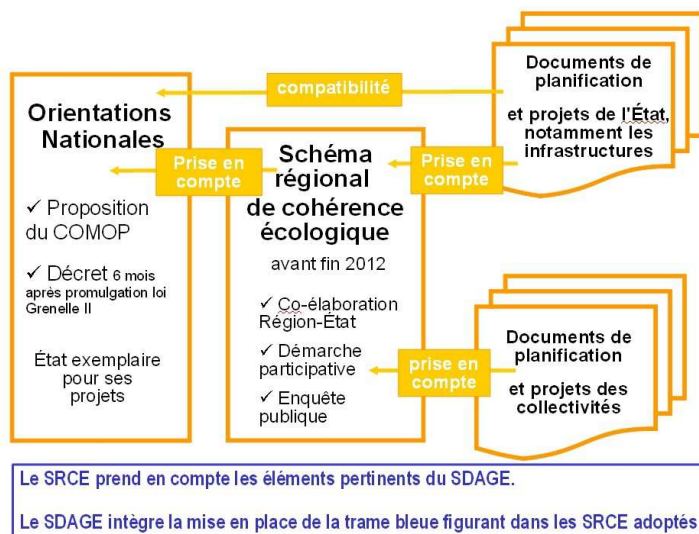 Orientations
Nationales
✓ Proposition
du COMOP
✓ Décret 6 mois
après promulgation loi
Grenelle II
État exemplaire
pour ses
projets
compatibilité
Prise en
compte
Schéma
régional
de cohérence
écologique
avant fin 2012
✓ Co-élaboration
Région-État
✓ Démarche
participative
✓ Enquête
publique
Prise en
compte
Documents de
planification
et projets de l'État,
notamment les
infrastructures
prise en
compte
Documents de
planification
et projets des
collectivités
Le SRCE prend en compte les éléments pertinents du SDAGE.
Le SDAGE intègre la mise en place de la trame bleue figurant dans les SRCE adoptés